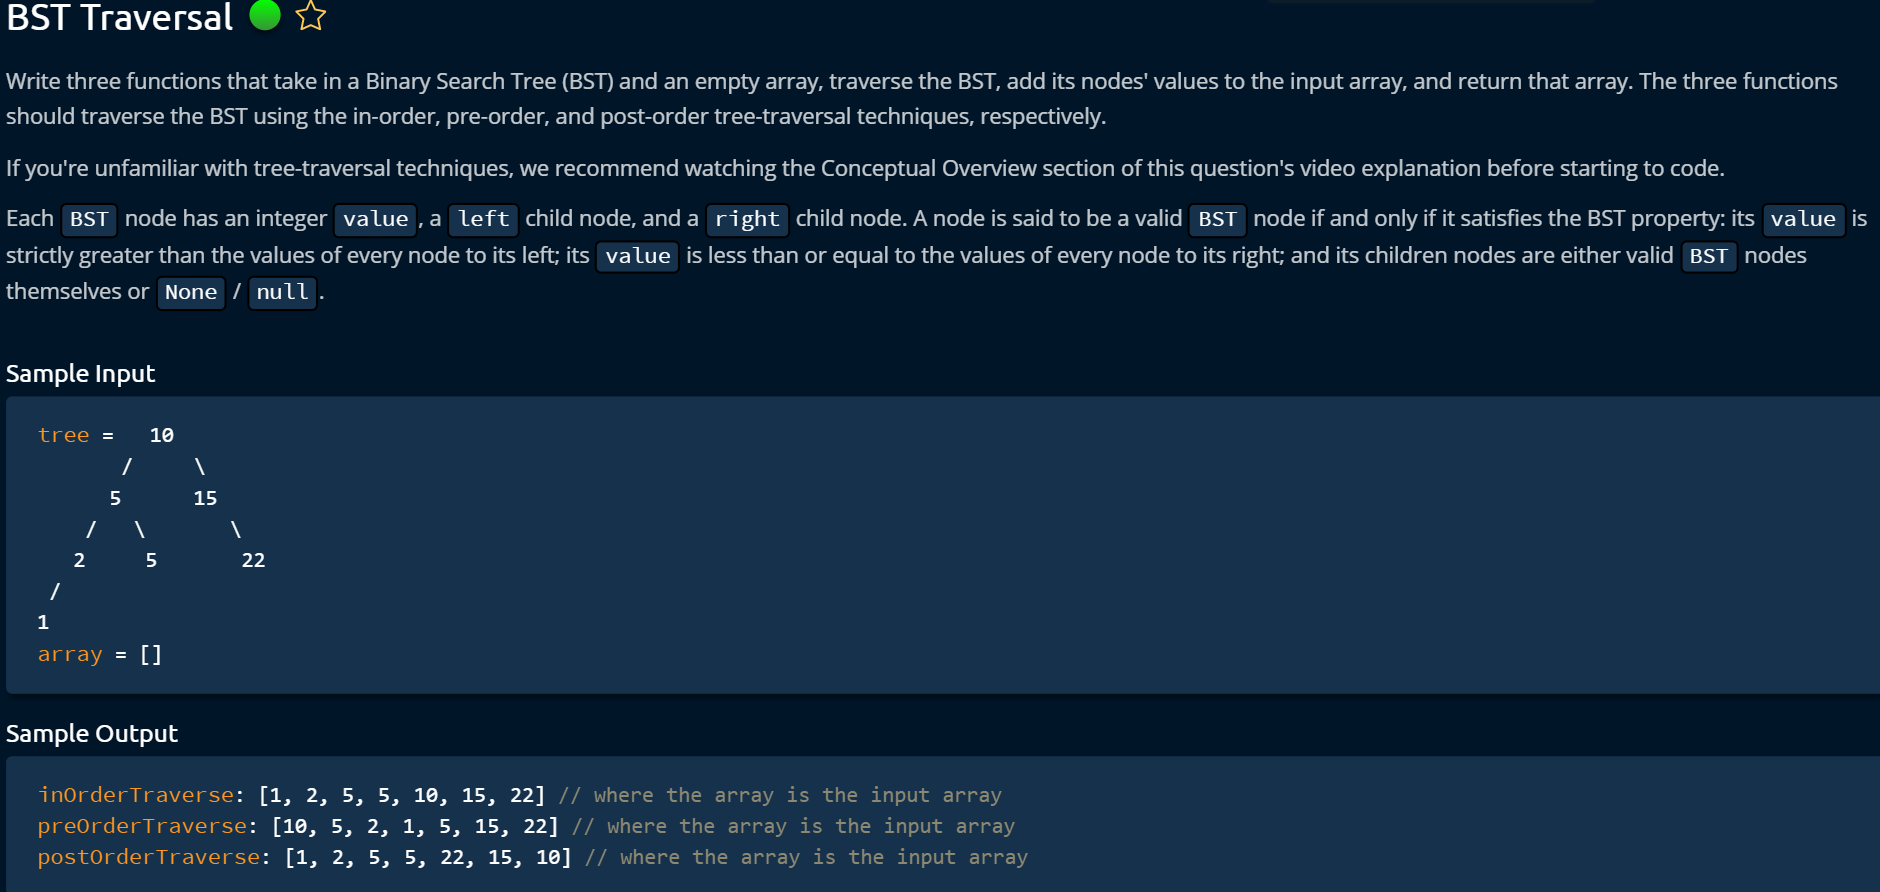 BST Traversal
Write three functions that take in a Binary Search Tree (BST) and an empty array, traverse the BST, add its nodes' values to the input array, and return that array. The three functions
should traverse the BST using the in-order, pre-order, and post-order tree-traversal techniques, respectively.
If you're unfamiliar with tree-traversal techniques, we recommend watching the Conceptual Overview section of this question's video explanation before starting to code.
Each BST node has an integer value, a left child node, and a right child node. A node is said to be a valid BST node if and only if it satisfies the BST property: its value is
strictly greater than the values of every node to its left; its value is less than or equal to the values of every node to its right; and its children nodes are either valid BST nodes
themselves or None / null.
Sample Input
tree =   10
       /     \
      5      15
    /   \       \
   2     5       22
 /
1
array = []
Sample Output
inOrderTraverse: [1, 2, 5, 5, 10, 15, 22] // where the array is the input array
preOrderTraverse: [10, 5, 2, 1, 5, 15, 22] // where the array is the input array
postOrderTraverse: [1, 2, 5, 5, 22, 15, 10] // where the array is the input array